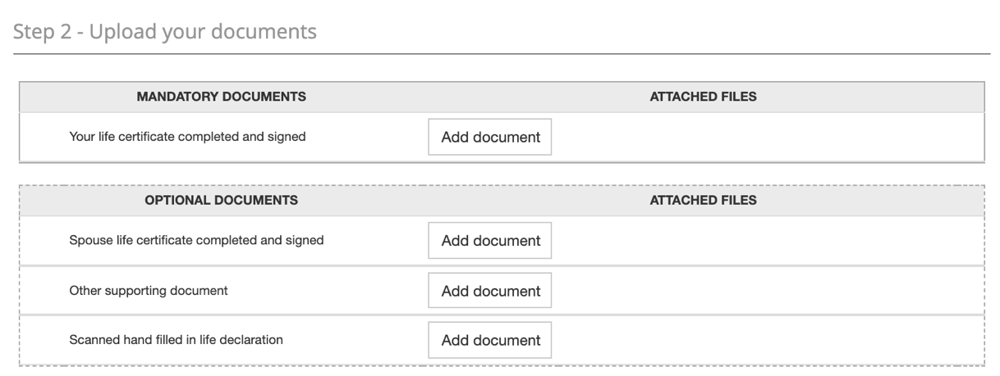 Step 2 - Upload your documents
MANDATORY DOCUMENTS ATTACHED FILES
Your life certificate completed and signed Add document
OPTIONAL DOCUMENTS ATTACHED FILES
Spouse life certificate completed and signed Add document
Other supporting document Add document
Scanned hand filled in life declaration Add document